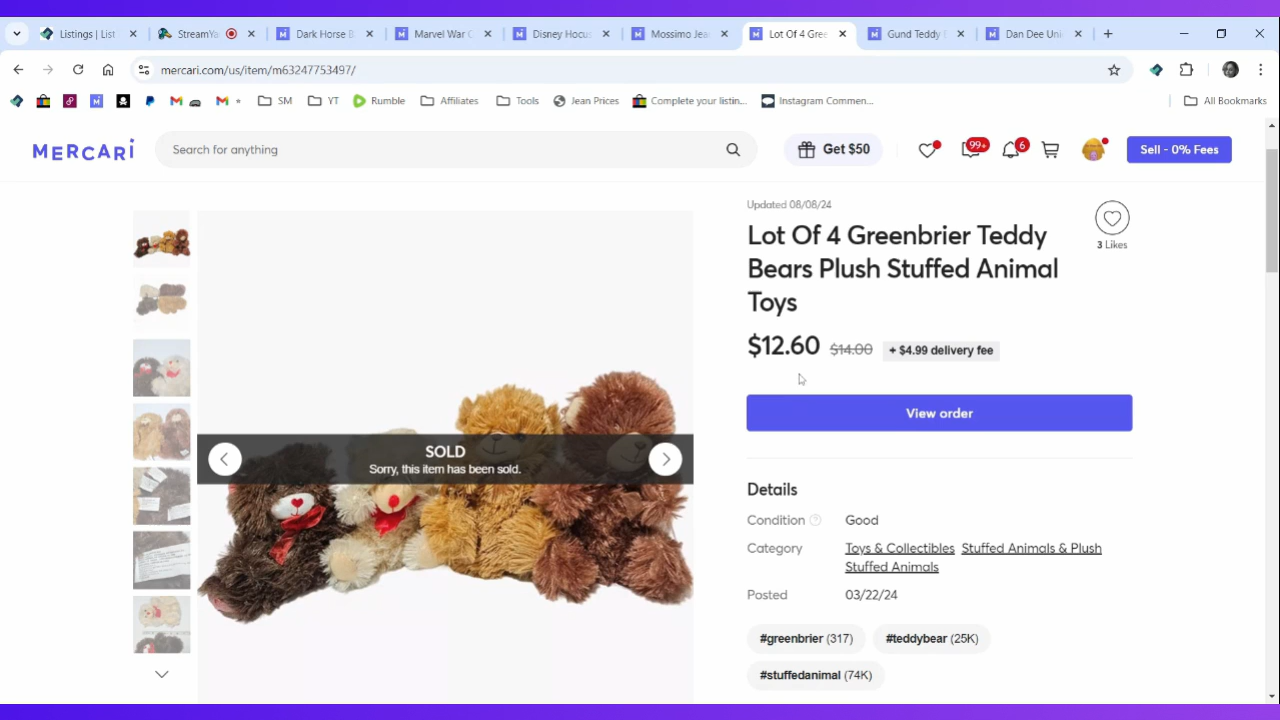 Listings | List
StreamYa
Dark Horse B
Marvel War C
Disney Hocus
Mossimo Jea
Lot Of 4 Gree
Gund Teddy
Dan Dee Uni
mercari.com/us/item/m63247753497/
SM
YT
Rumble
Affiliates
Tools
Jean Prices
Complete your listin...
Instagram Commen...
All Bookmarks
MERCARI
Search for anything
Get $50
99+
6
Sell - 0% Fees
Updated 08/08/24
Lot Of 4 Greenbrier Teddy
Bears Plush Stuffed Animal
Toys
3 Likes
$12.60 $14.00 + $4.99 delivery fee
View order
SOLD
Sorry, this item has been sold.
Details
Condition Good
Category Toys & Collectibles Stuffed Animals & Plush
Stuffed Animals
Posted 03/22/24
#greenbrier (317) #teddybear (25K)
#stuffedanimal (74K)